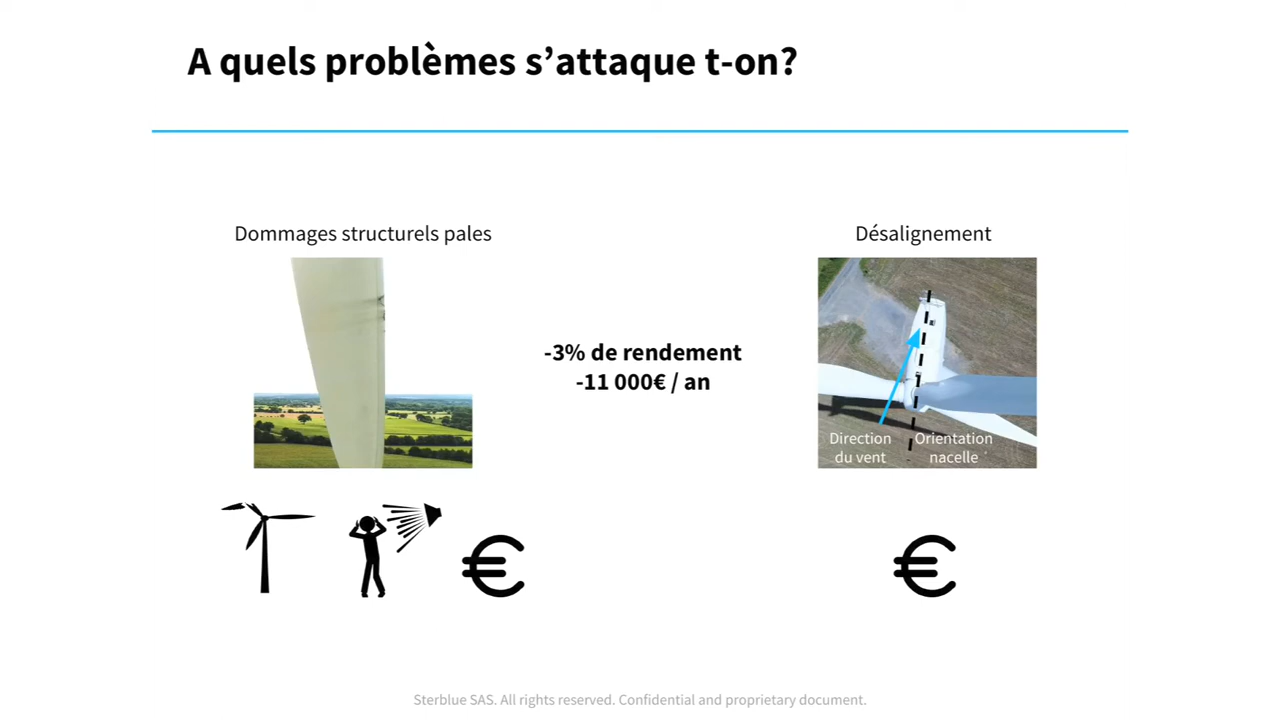 A quels problèmes s’attaque t-on?
Dommages structurels pales
Désalignement
-3% de rendement
-11 000€ / an
Direction
du vent
Orientation
nacelle
€
€
Sterblue SAS. All rights reserved. Confidential and proprietary document.